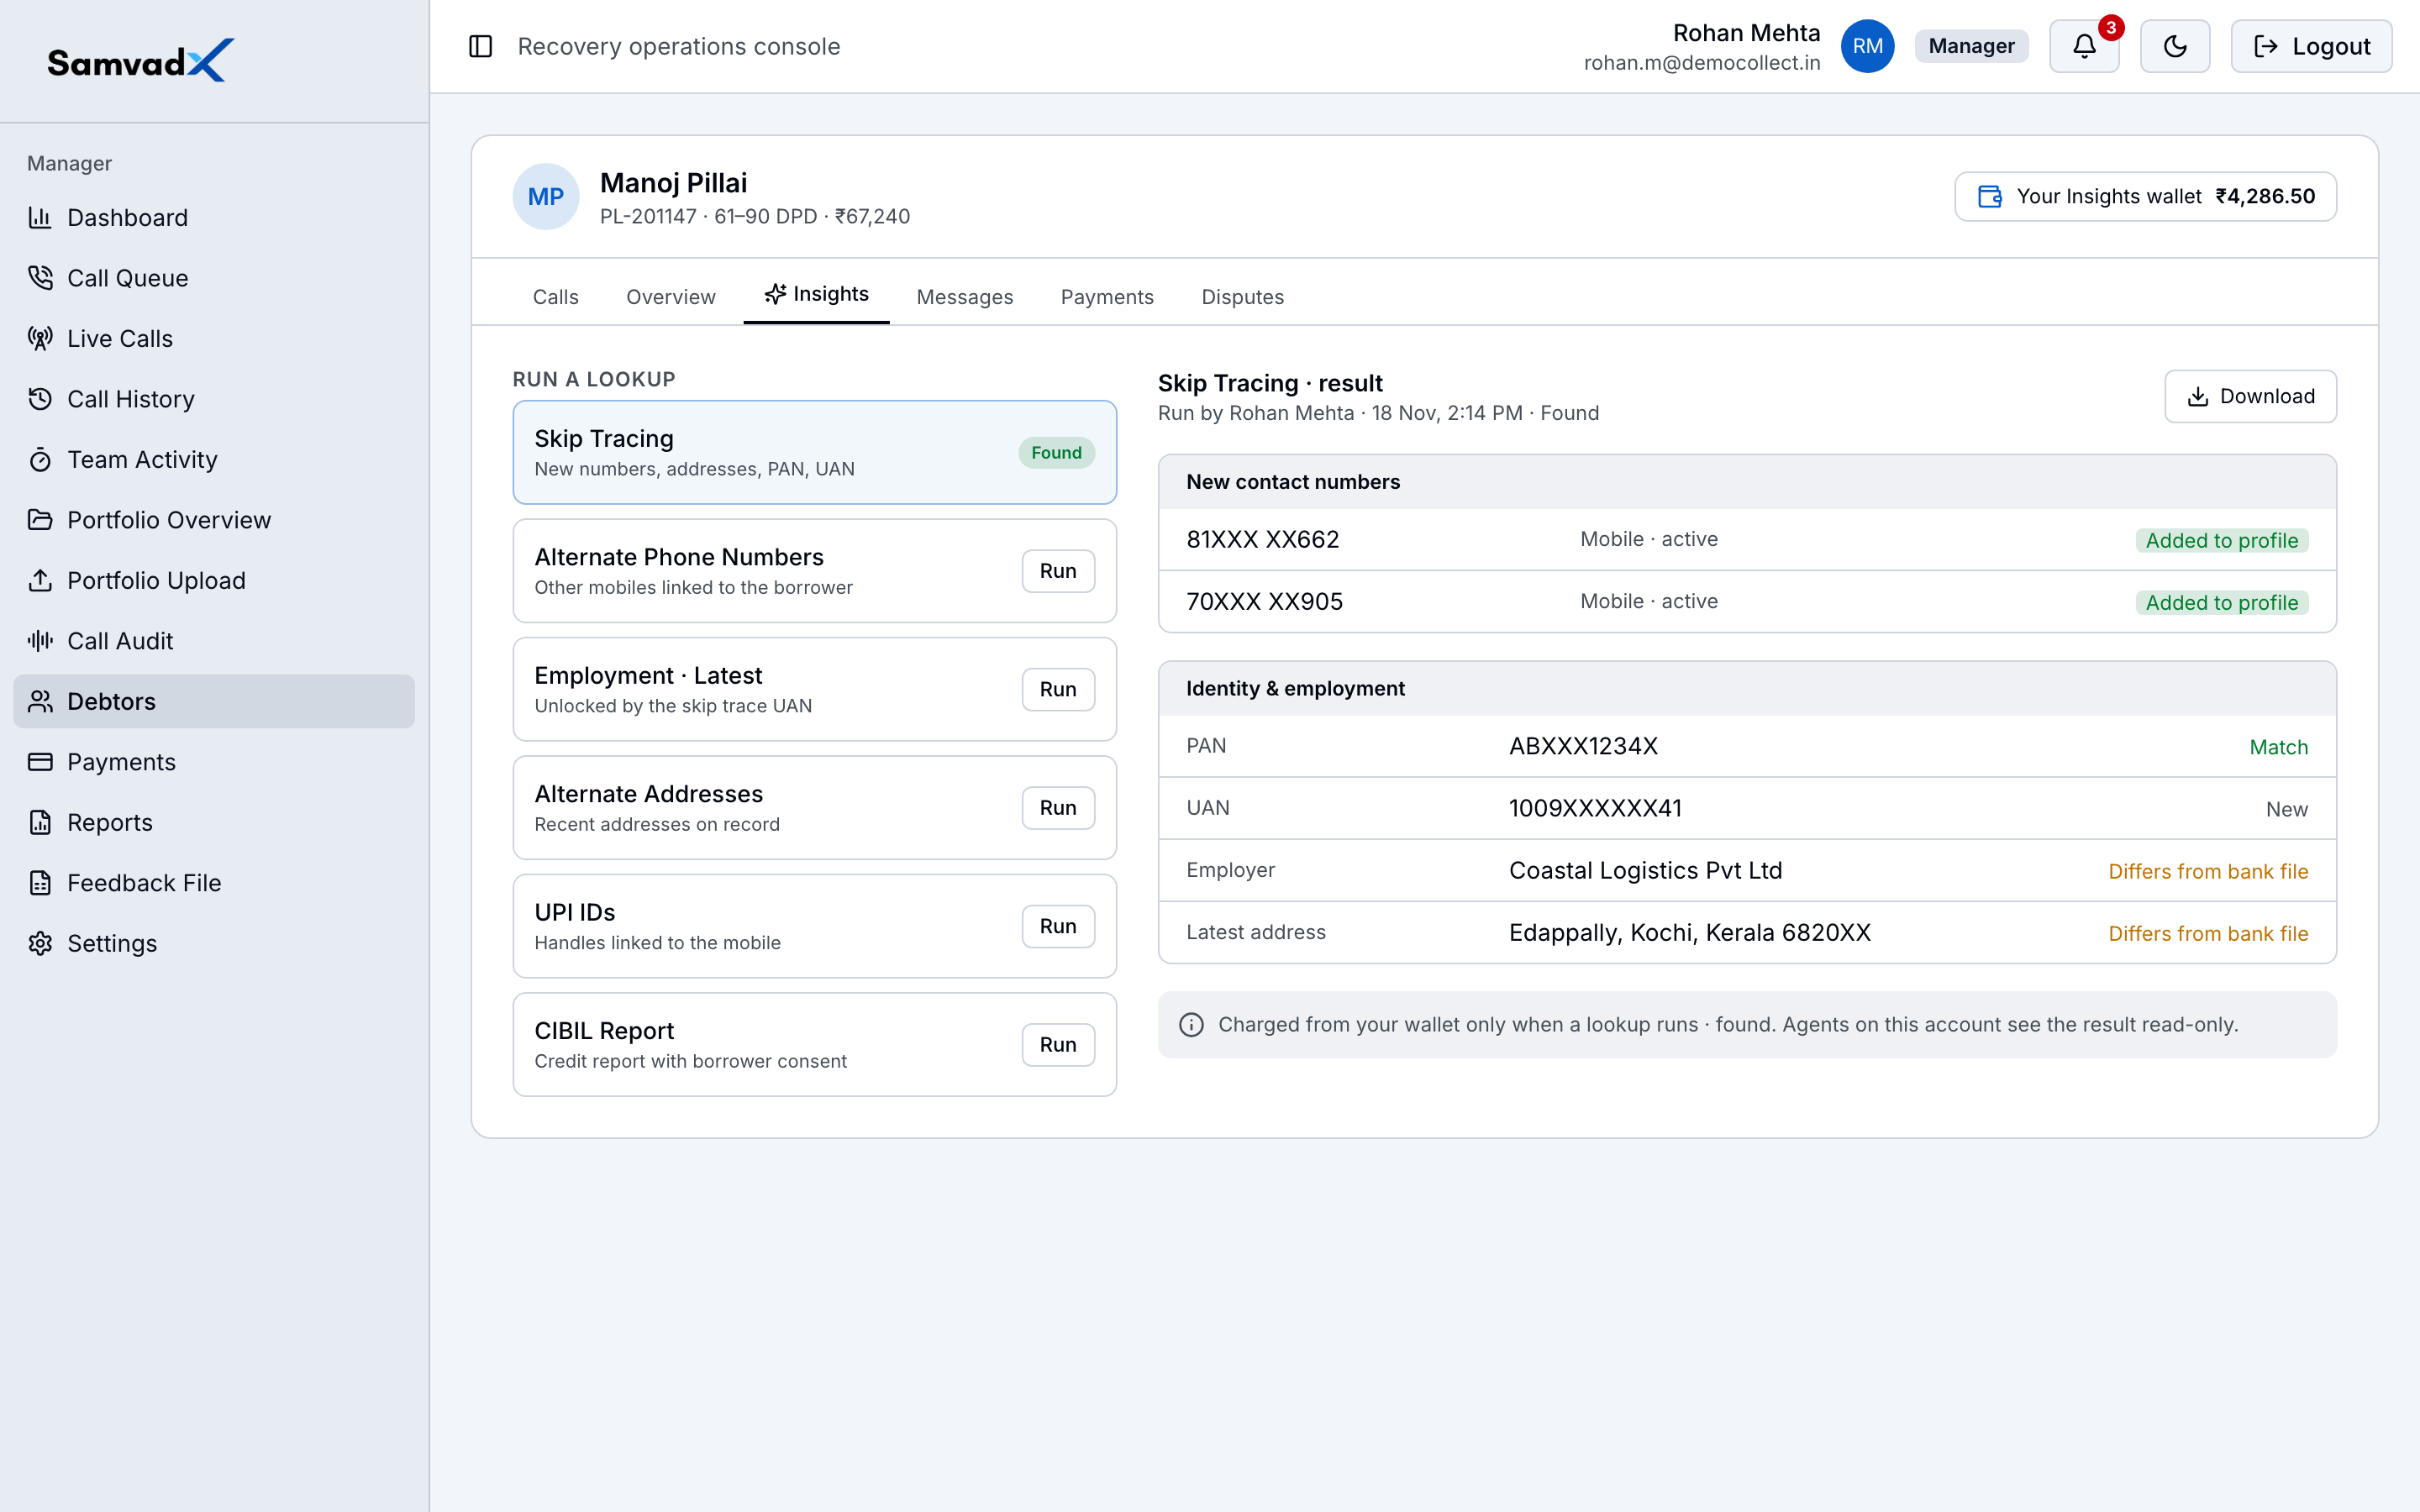 SamvadX
Recovery operations console
Rohan Mehta
rohan.m@democollect.in
RM
Manager
3
Logout
Manager
Dashboard
Call Queue
Live Calls
Call History
Team Activity
Portfolio Overview
Portfolio Upload
Call Audit
Debtors
Payments
Reports
Feedback File
Settings
MP
Manoj Pillai
PL-201147 · 61–90 DPD · ₹67,240
Your Insights wallet ₹4,286.50
Calls
Overview
Insights
Messages
Payments
Disputes
RUN A LOOKUP
Skip Tracing
New numbers, addresses, PAN, UAN
Found
Alternate Phone Numbers
Other mobiles linked to the borrower
Run
Employment · Latest
Unlocked by the skip trace UAN
Run
Alternate Addresses
Recent addresses on record
Run
UPI IDs
Handles linked to the mobile
Run
CIBIL Report
Credit report with borrower consent
Run
Skip Tracing · result
Run by Rohan Mehta · 18 Nov, 2:14 PM · Found
Download
New contact numbers
81XXX XX662 Mobile · active Added to profile
70XXX XX905 Mobile · active Added to profile
Identity & employment
PAN ABXXX1234X Match
UAN 1009XXXXXX41 New
Employer Coastal Logistics Pvt Ltd Differs from bank file
Latest address Edappally, Kochi, Kerala 6820XX Differs from bank file
Charged from your wallet only when a lookup runs · found. Agents on this account see the result read-only.